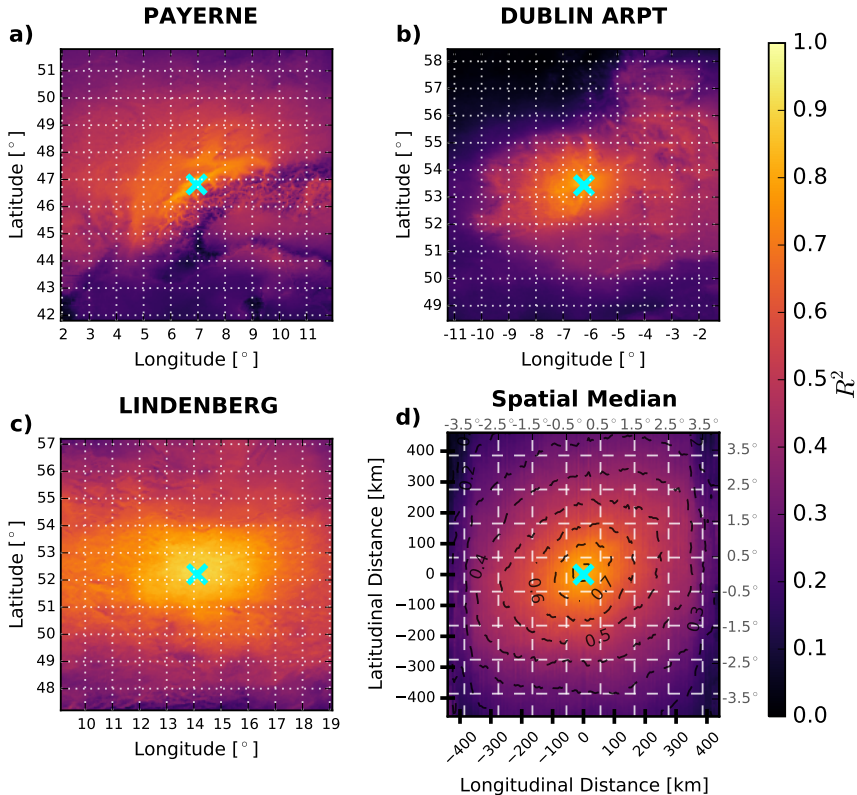 PAYERNE
a)
51
50
49
48
47
46
45
44
43
42
2 3 4 5 6 7 8 9 10 11
Latitude [°]
Longitude [°]
DUBLIN ARPT
b)
58
57
56
55
54
53
52
51
50
49
-11 -10 -9 -8 -7 -6 -5 -4 -3 -2
Latitude [°]
Longitude [°]
LINDENBERG
c)
57
56
55
54
53
52
51
50
49
48
10 11 12 13 14 15 16 17 18 19
Latitude [°]
Longitude [°]
Spatial Median
d)
-3.5° -2.5° -1.5° -0.5° 0.5° 1.5° 2.5° 3.5°
400
300
200
100
0
−100
−200
−300
−400
Latitudinal Distance [km]
3.5°
2.5°
1.5°
0.5°
-0.5°
-1.5°
-2.5°
-3.5°
0.2
0.4
0.6
0.7
0.5
0.3
−400 −300 −200 −100 0 100 200 300 400
Longitudinal Distance [km]
1.0
0.9
0.8
0.7
0.6
0.5
0.4
0.3
0.2
0.1
0.0
R²